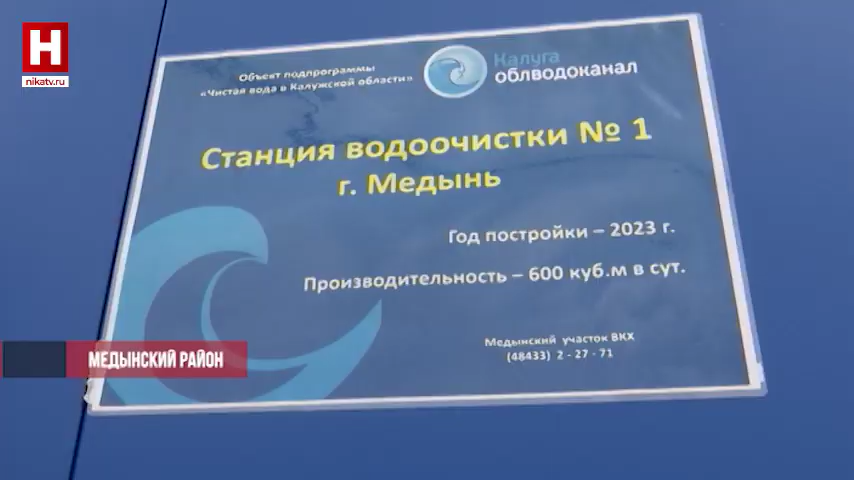 Н
nikatv.ru
Объект подпрограммы
«Чистая вода в Калужской области»
Калуга
облводоканал
Станция водоочистки № 1
г. Медынь
Год постройки – 2023 г.
Производительность – 600 куб.м в сут.
Медынский участок ВКХ
(48433) 2 - 27 - 71
МЕДЫНСКИЙ РАЙОН